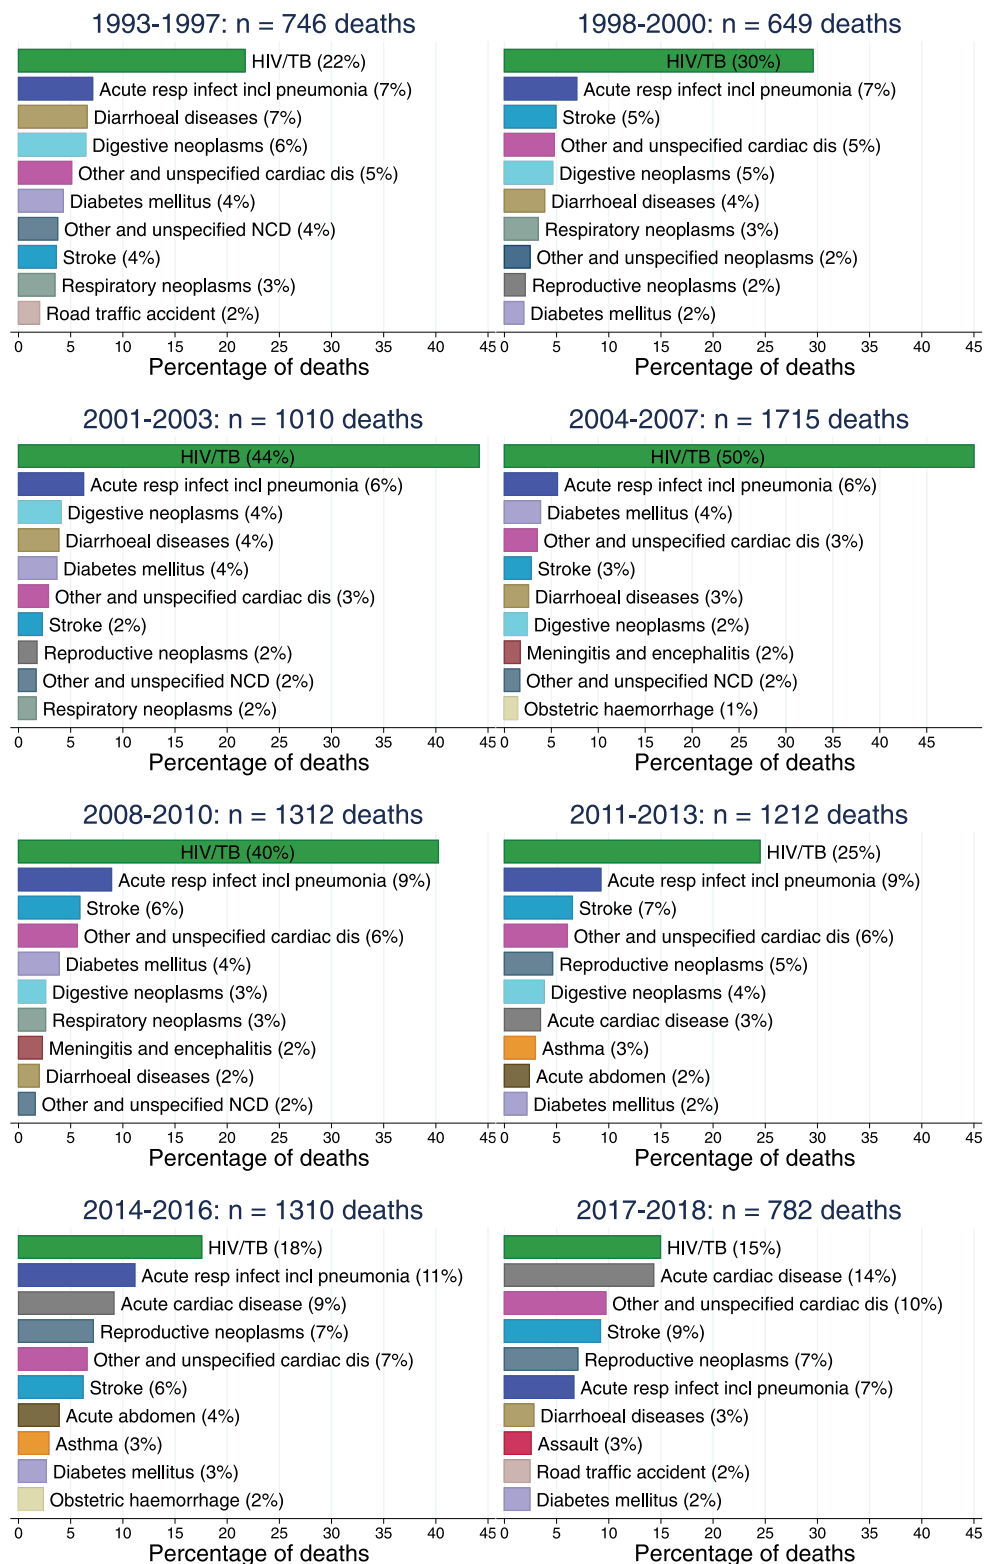 1993-1997: n = 746 deaths
HIV/TB (22%)
Acute resp infect incl pneumonia (7%)
Diarrhoeal diseases (7%)
Digestive neoplasms (6%)
Other and unspecified cardiac dis (5%)
Diabetes mellitus (4%)
Other and unspecified NCD (4%)
Stroke (4%)
Respiratory neoplasms (3%)
Road traffic accident (2%)
0 5 10 15 20 25 30 35 40 45
Percentage of deaths
1998-2000: n = 649 deaths
HIV/TB (30%)
Acute resp infect incl pneumonia (7%)
Stroke (5%)
Other and unspecified cardiac dis (5%)
Digestive neoplasms (5%)
Diarrhoeal diseases (4%)
Respiratory neoplasms (3%)
Other and unspecified neoplasms (2%)
Reproductive neoplasms (2%)
Diabetes mellitus (2%)
0 5 10 15 20 25 30 35 40 45
Percentage of deaths
2001-2003: n = 1010 deaths
HIV/TB (44%)
Acute resp infect incl pneumonia (6%)
Digestive neoplasms (4%)
Diarrhoeal diseases (4%)
Diabetes mellitus (4%)
Other and unspecified cardiac dis (3%)
Stroke (2%)
Reproductive neoplasms (2%)
Other and unspecified NCD (2%)
Respiratory neoplasms (2%)
0 5 10 15 20 25 30 35 40 45
Percentage of deaths
2004-2007: n = 1715 deaths
HIV/TB (50%)
Acute resp infect incl pneumonia (6%)
Diabetes mellitus (4%)
Other and unspecified cardiac dis (3%)
Stroke (3%)
Diarrhoeal diseases (3%)
Digestive neoplasms (2%)
Meningitis and encephalitis (2%)
Other and unspecified NCD (2%)
Obstetric haemorrhage (1%)
0 5 10 15 20 25 30 35 40 45
Percentage of deaths
2008-2010: n = 1312 deaths
HIV/TB (40%)
Acute resp infect incl pneumonia (9%)
Stroke (6%)
Other and unspecified cardiac dis (6%)
Diabetes mellitus (4%)
Digestive neoplasms (3%)
Respiratory neoplasms (3%)
Meningitis and encephalitis (2%)
Diarrhoeal diseases (2%)
Other and unspecified NCD (2%)
0 5 10 15 20 25 30 35 40 45
Percentage of deaths
2011-2013: n = 1212 deaths
HIV/TB (25%)
Acute resp infect incl pneumonia (9%)
Stroke (7%)
Other and unspecified cardiac dis (6%)
Reproductive neoplasms (5%)
Digestive neoplasms (4%)
Acute cardiac disease (3%)
Asthma (3%)
Acute abdomen (2%)
Diabetes mellitus (2%)
0 5 10 15 20 25 30 35 40 45
Percentage of deaths
2014-2016: n = 1310 deaths
HIV/TB (18%)
Acute resp infect incl pneumonia (11%)
Acute cardiac disease (9%)
Reproductive neoplasms (7%)
Other and unspecified cardiac dis (7%)
Stroke (6%)
Acute abdomen (4%)
Asthma (3%)
Diabetes mellitus (3%)
Obstetric haemorrhage (2%)
0 5 10 15 20 25 30 35 40 45
Percentage of deaths
2017-2018: n = 782 deaths
HIV/TB (15%)
Acute cardiac disease (14%)
Other and unspecified cardiac dis (10%)
Stroke (9%)
Reproductive neoplasms (7%)
Acute resp infect incl pneumonia (7%)
Diarrhoeal diseases (3%)
Assault (3%)
Road traffic accident (2%)
Diabetes mellitus (2%)
0 5 10 15 20 25 30 35 40 45
Percentage of deaths